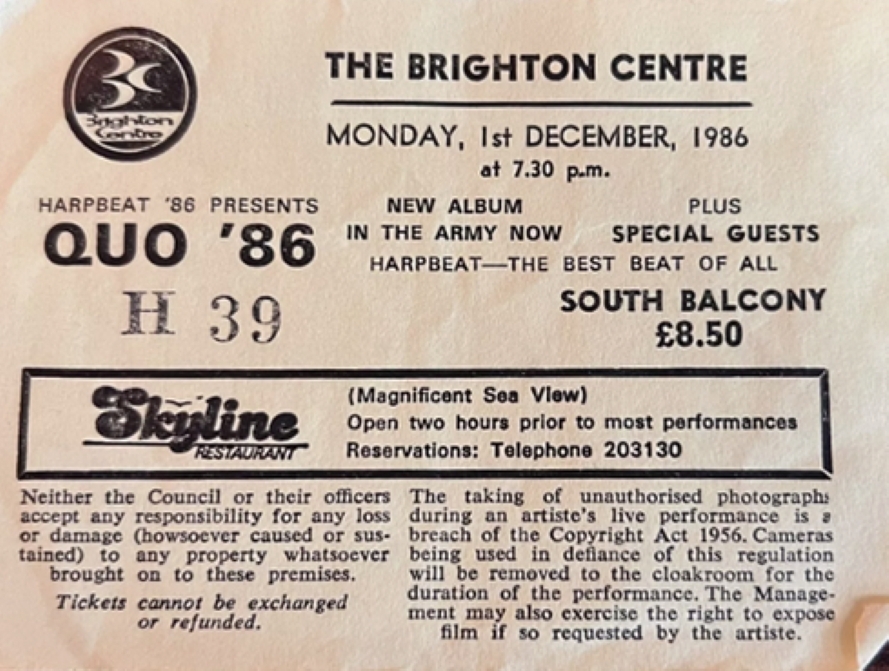 Brighton
Centre
THE BRIGHTON CENTRE
MONDAY, 1st DECEMBER, 1986
at 7.30 p.m.
HARPBEAT '86 PRESENTS
QUO '86
NEW ALBUM
IN THE ARMY NOW
PLUS
SPECIAL GUESTS
HARPBEAT—THE BEST BEAT OF ALL
H 39
SOUTH BALCONY
£8.50
Skyline
RESTAURANT
(Magnificent Sea View)
Open two hours prior to most performances
Reservations: Telephone 203130
Neither the Council or their officers
accept any responsibility for any loss
or damage (howsoever caused or sus-
tained) to any property whatsoever
brought on to these premises.
Tickets cannot be exchanged
or refunded.
The taking of unauthorised photographs
during an artiste's live performance is a
breach of the Copyright Act 1956. Cameras
being used in defiance of this regulation
will be removed to the cloakroom for the
duration of the performance. The Manage-
ment may also exercise the right to expose
film if so requested by the artiste.